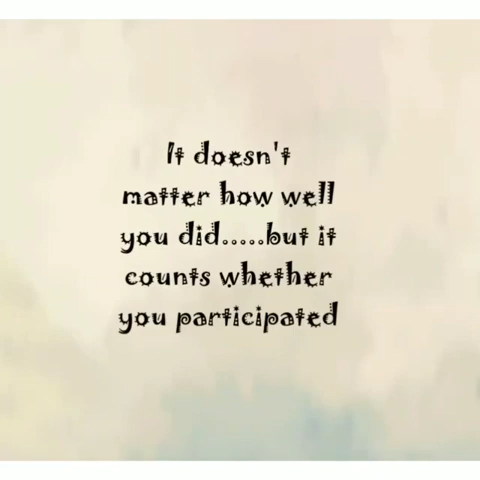 It doesn't
matter how well
you did.....but it
counts whether
you participated